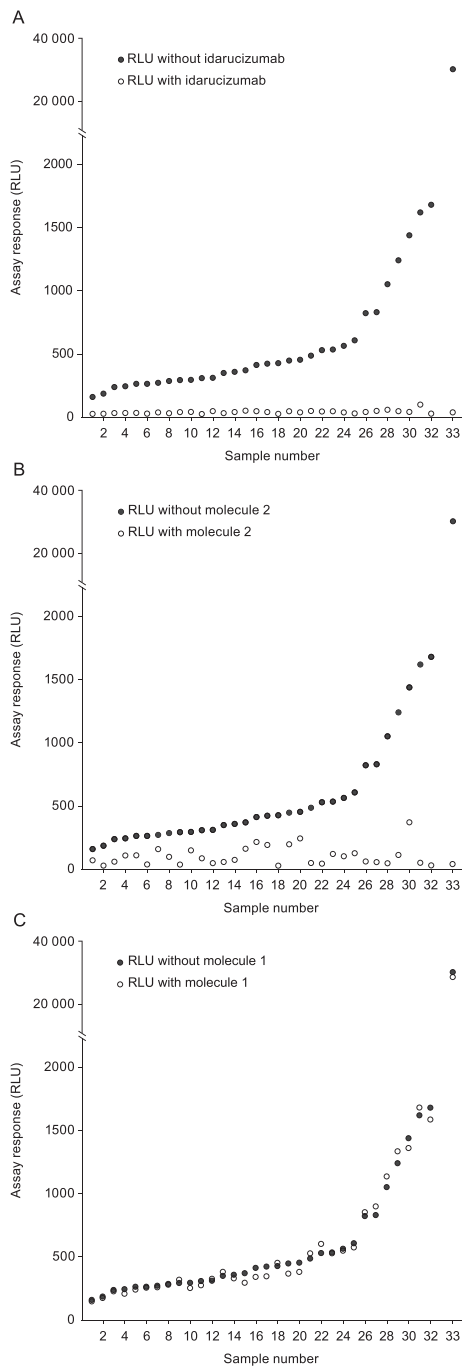 A
40 000
RLU without idarucizumab
RLU with idarucizumab
20 000
2000
1500
1000
500
0
Assay response (RLU)
2 4 6 8 10 12 14 16 18 20 22 24 26 28 30 32 33
Sample number
B
40 000
RLU without molecule 2
RLU with molecule 2
20 000
2000
1500
1000
500
0
Assay response (RLU)
2 4 6 8 10 12 14 16 18 20 22 24 26 28 30 32 33
Sample number
C
40 000
RLU without molecule 1
RLU with molecule 1
20 000
2000
1500
1000
500
0
Assay response (RLU)
2 4 6 8 10 12 14 16 18 20 22 24 26 28 30 32 33
Sample number